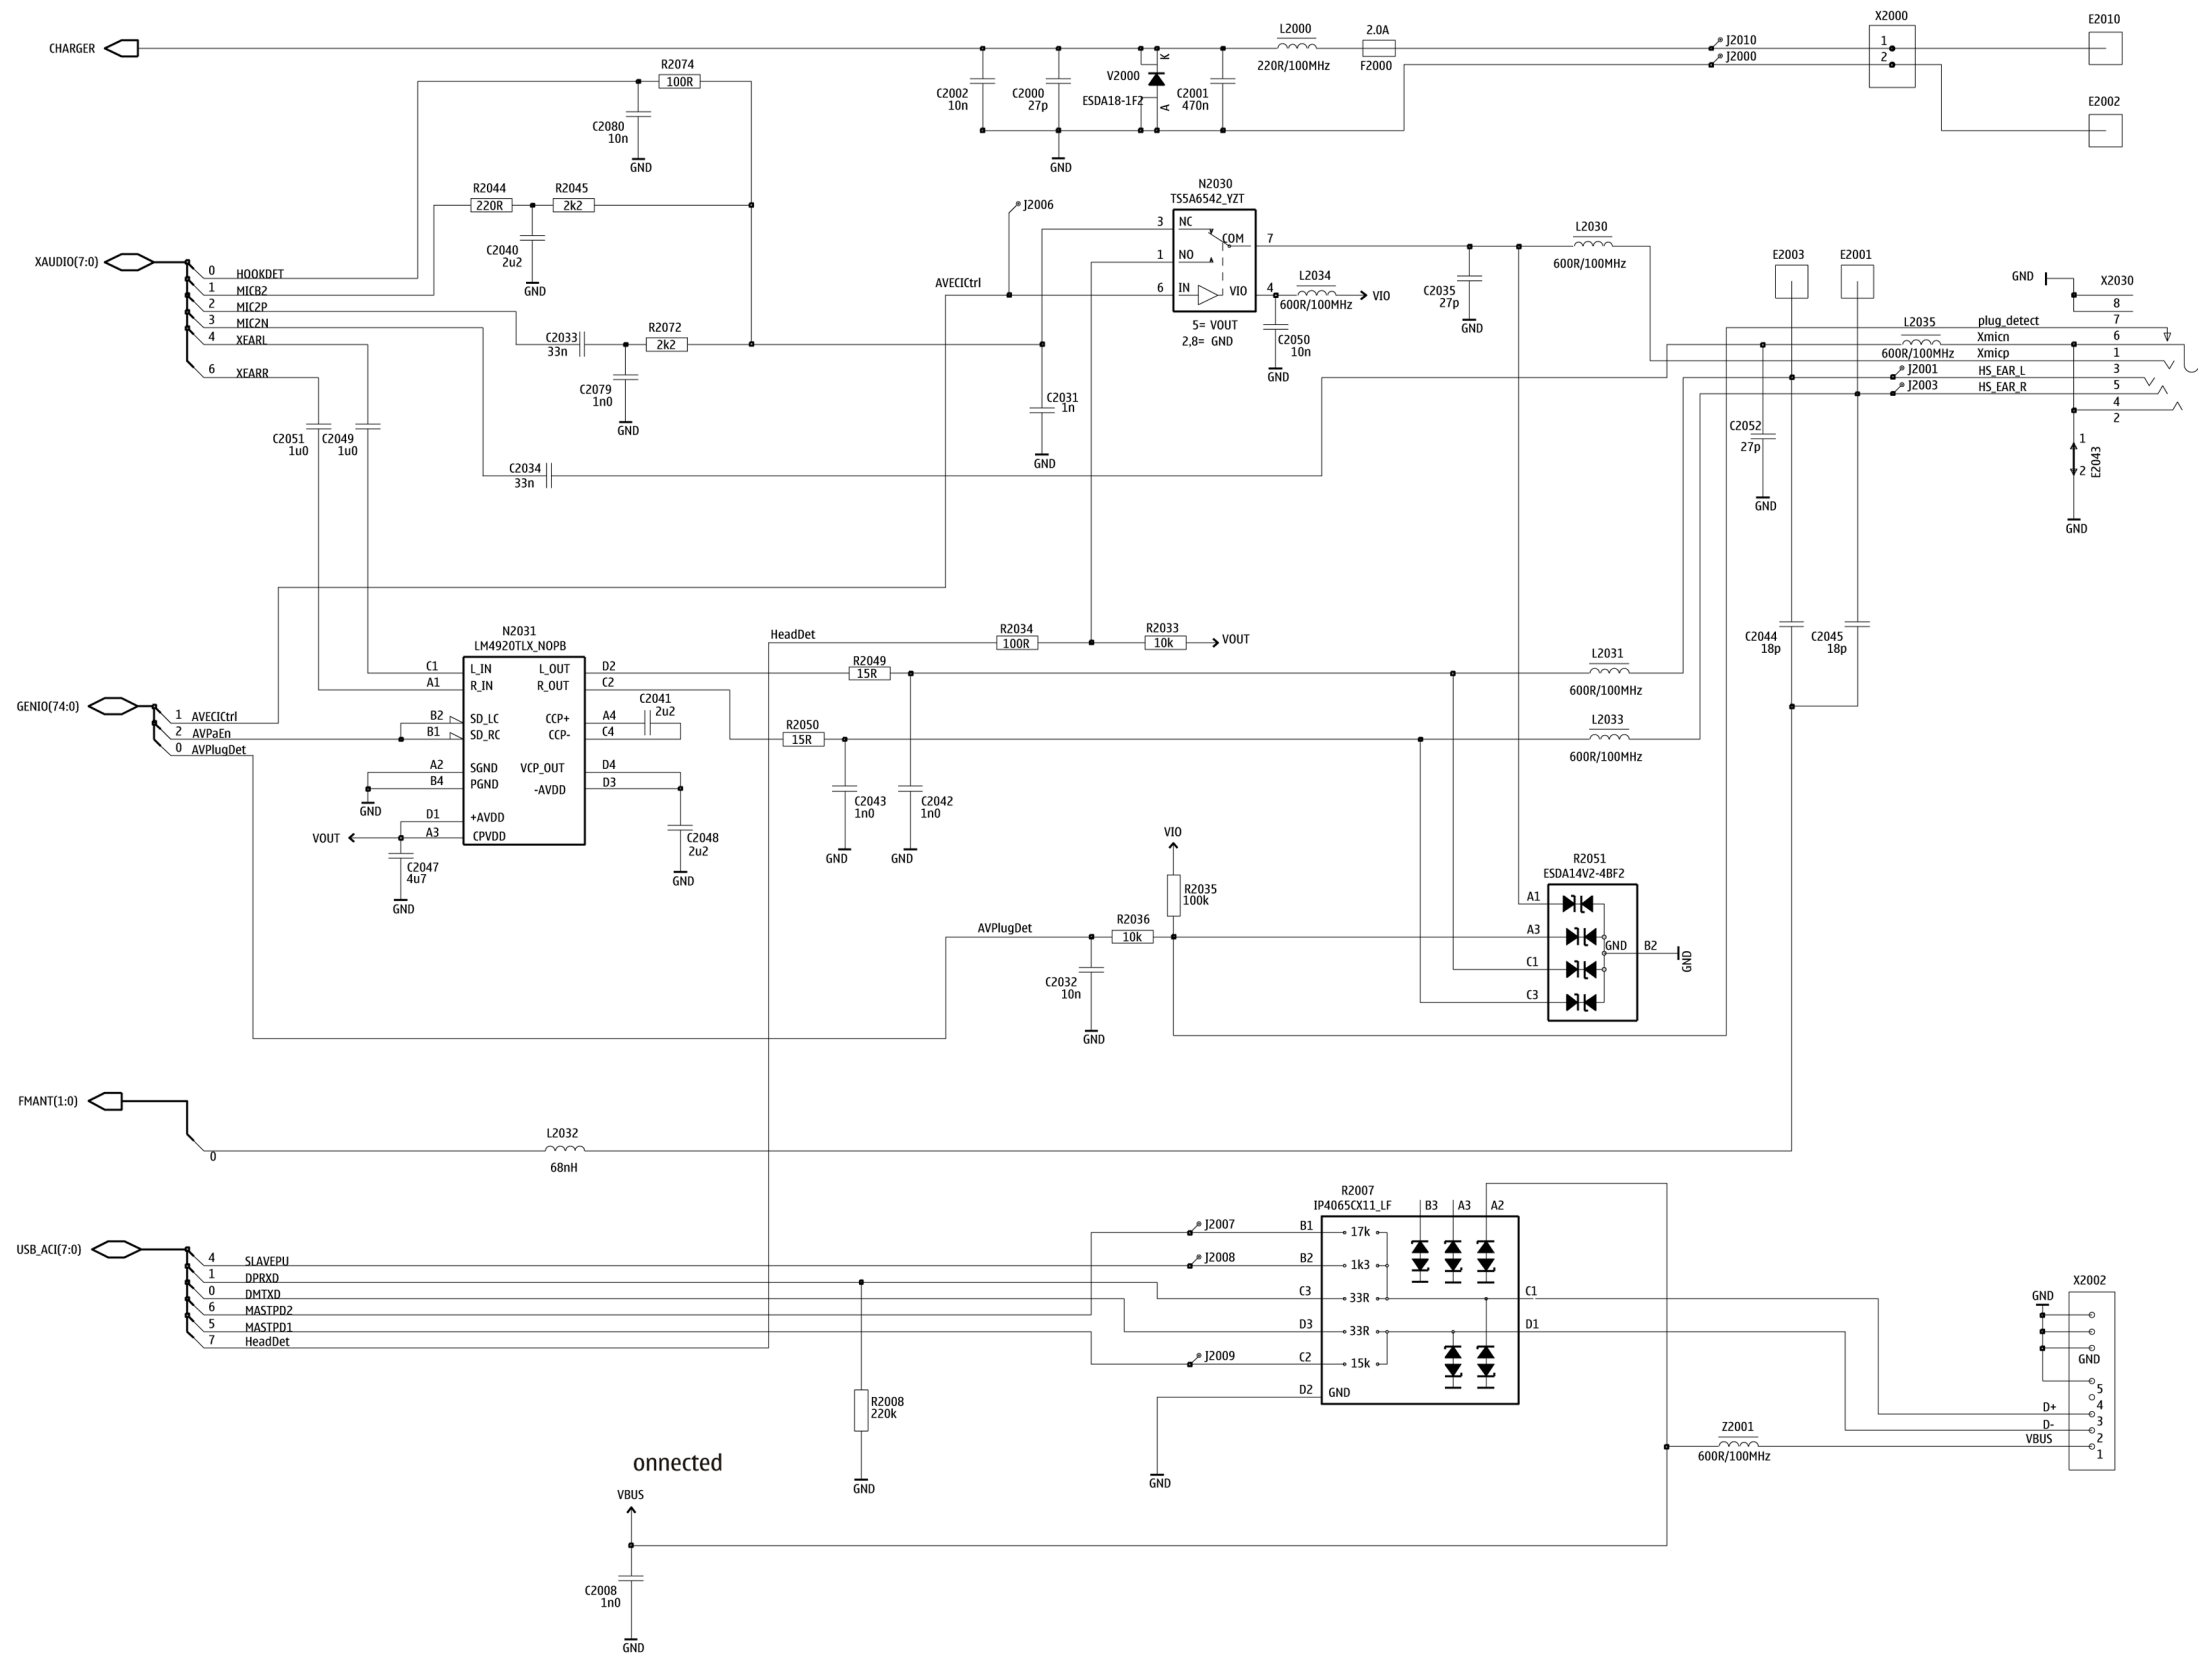 CHARGER
R2074
100R
C2080
10n
GND
C2002
10n
C2000
27p
V2000
ESDA18-1F2
K
A
C2001
470n
GND
L2000
220R/100MHz
2.0A
F2000
J2010
J2000
X2000
1
2
E2010
E2002
R2044
220R
R2045
2k2
C2040
2u2
GND
XAUDIO(7:0)
0 HOOKDET
1 MICB2
2 MIC2P
3 MIC2N
4 XEARL
6 XEARR
C2033
33n
R2072
2k2
C2079
1n0
GND
C2051
1u0
C2049
1u0
C2034
33n
J2006
AVECICtrl
N2030
TS5A6542_YZT
3 NC
COM 7
1 NO
6 IN
VIO 4
5= VOUT
2,8= GND
L2034
600R/100MHz
VIO
C2050
10n
GND
C2031
1n
GND
C2035
27p
GND
L2030
600R/100MHz
E2003
E2001
GND
X2030
8
plug_detect 7
L2035
600R/100MHz
Xmicn 6
Xmicp 1
J2001
HS_EAR_L 3
J2003
HS_EAR_R 5
4
2
C2052
27p
GND
1
2
E2043
GND
C2044
18p
C2045
18p
HeadDet
R2034
100R
R2033
10k
VOUT
N2031
LM4920TLX_NOPB
C1 L_IN
L_OUT D2
A1 R_IN
R_OUT C2
B2 SD_LC
CCP+ A4
B1 SD_RC
CCP- C4
A2 SGND
VCP_OUT D4
B4 PGND
-AVDD D3
D1 +AVDD
A3 CPVDD
C2041
2u2
GND
VOUT
C2047
4u7
GND
C2048
2u2
GND
GENIO(74:0)
1 AVECICtrl
2 AVPaEn
0 AVPlugDet
R2049
15R
R2050
15R
C2043
1n0
GND
C2042
1n0
GND
L2031
600R/100MHz
L2033
600R/100MHz
VIO
R2035
100k
AVPlugDet
R2036
10k
C2032
10n
GND
R2051
ESDA14V2-4BF2
A1
A3
C1
C3
GND
B2
GND
FMANT(1:0)
0
L2032
68nH
USB_ACI(7:0)
4 SLAVEPU
1 DPRXD
0 DMTXD
6 MASTPD2
5 MASTPD1
7 HeadDet
J2007
J2008
J2009
R2007
IP4065CX11_LF
B3
A3
A2
B1 17k
B2 1k3
C3 33R
C1
D3 33R
D1
C2 15k
D2 GND
GND
R2008
220k
GND
X2002
GND
GND
5
4
D+ 3
D- 2
VBUS 1
Z2001
600R/100MHz
onnected
VBUS
C2008
1n0
GND